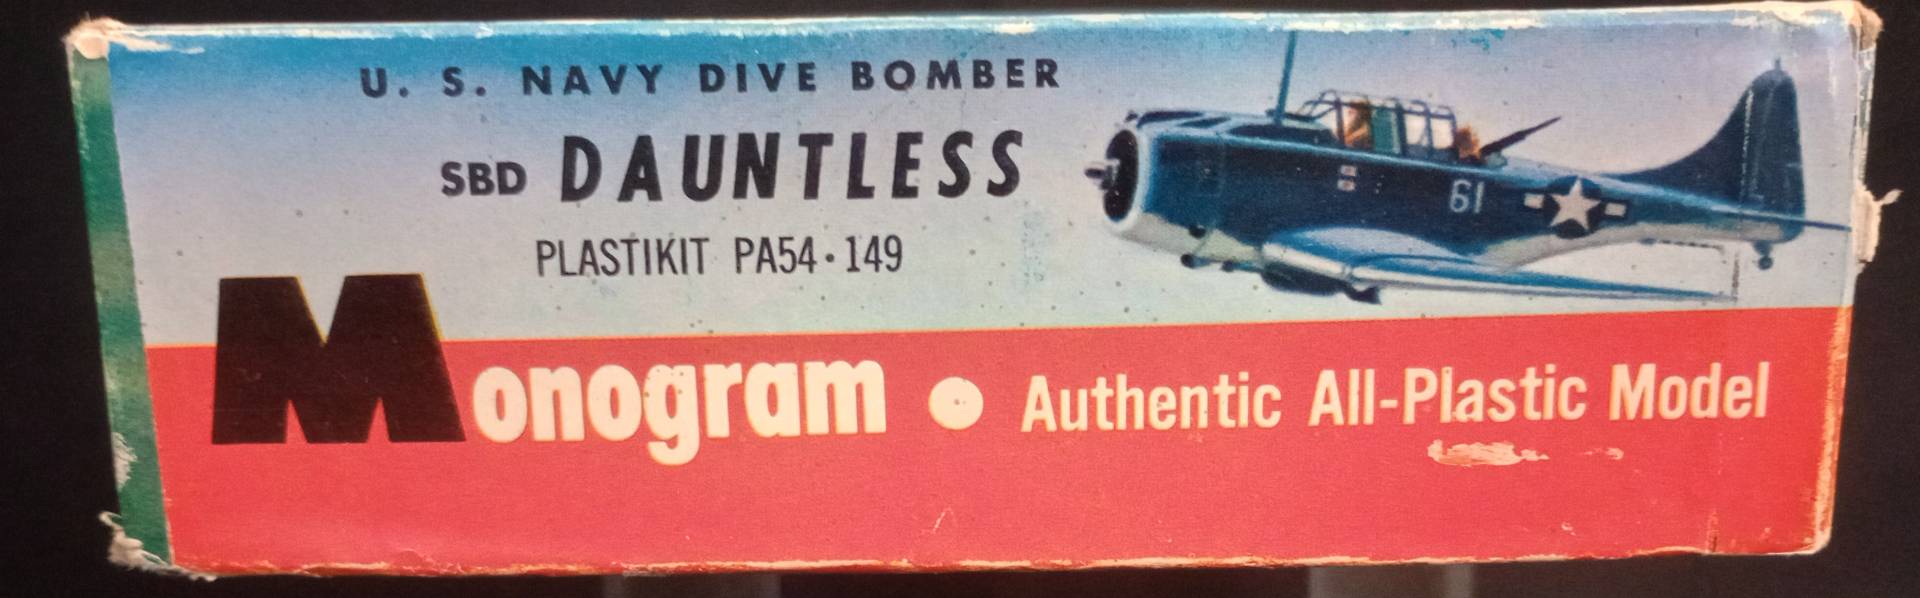 U. S. NAVY DIVE BOMBER
SBD DAUNTLESS
PLASTIKIT PA54·149
61
Monogram • Authentic All-Plastic Model